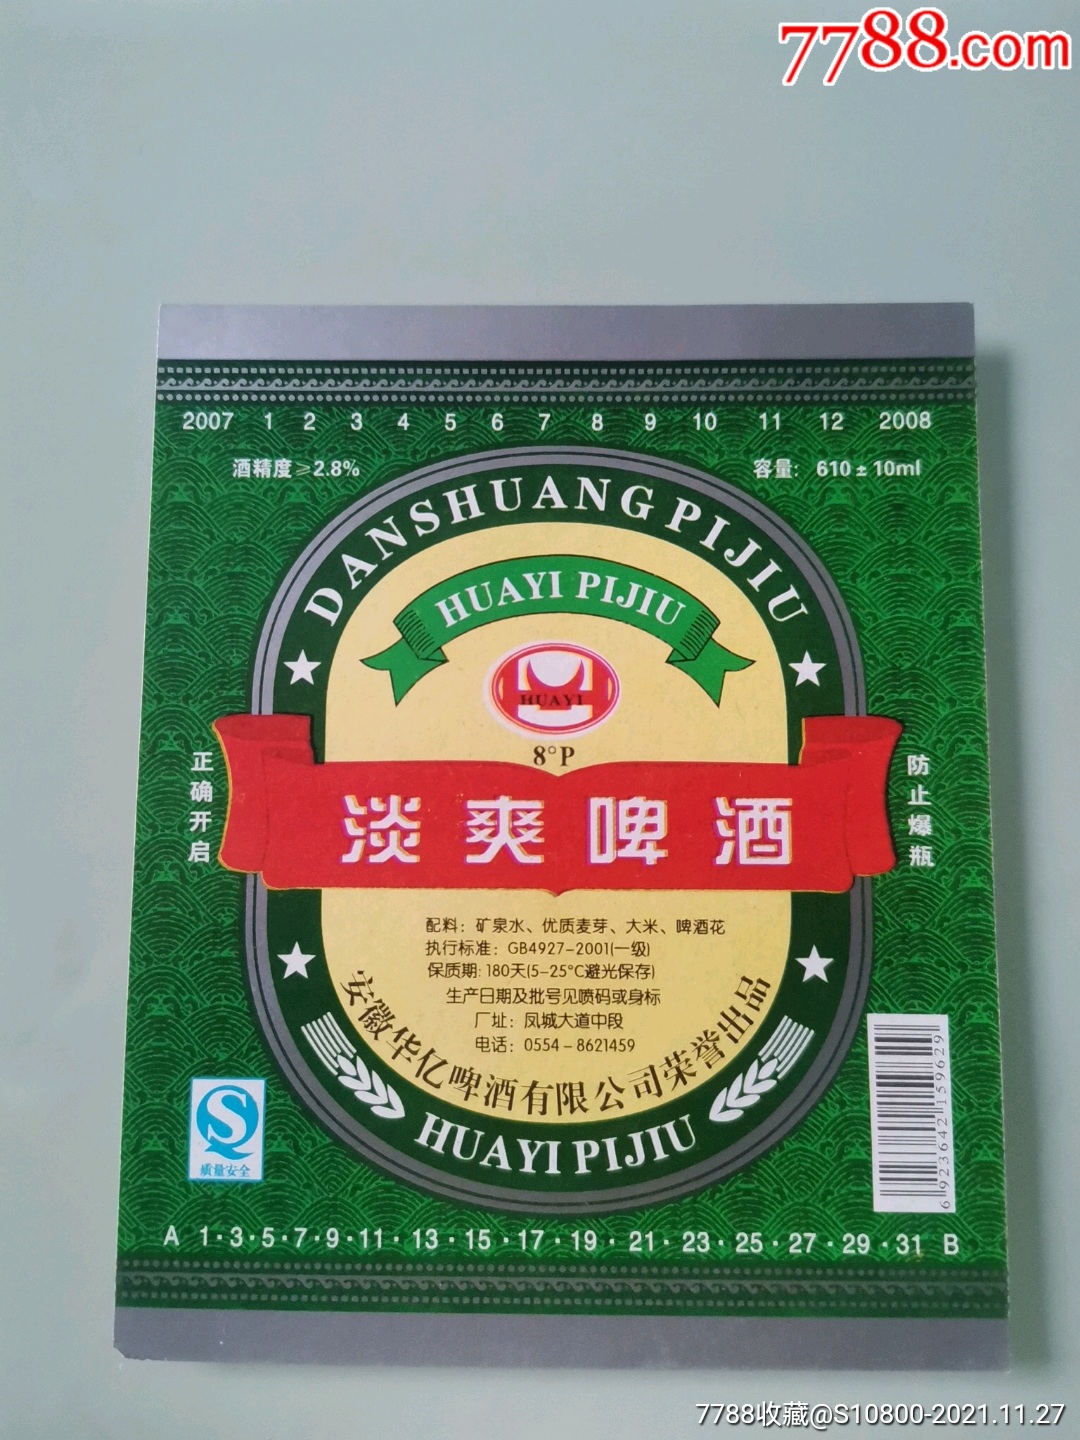 7788.com
2007 1 2 3 4 5 6 7 8 9 10 11 12 2008
酒精度≥2.8%
容量: 610±10ml
DANSHUANG PIJIU
HUAYI PIJIU
HUAYI
8°P
淡爽啤酒
正确开启
防止爆瓶
配料: 矿泉水、优质麦芽、大米、啤酒花
执行标准: GB4927-2001(一级)
保质期: 180天(5-25°C避光保存)
生产日期及批号见喷码或身标
厂址: 凤城大道中段
电话: 0554-8621459
安徽华亿啤酒有限公司荣誉出品
HUAYI PIJIU
质量安全
6923642159629
A 1·3·5·7·9·11·13·15·17·19·21·23·25·27·29·31 B
7788收藏@S10800-2021.11.27